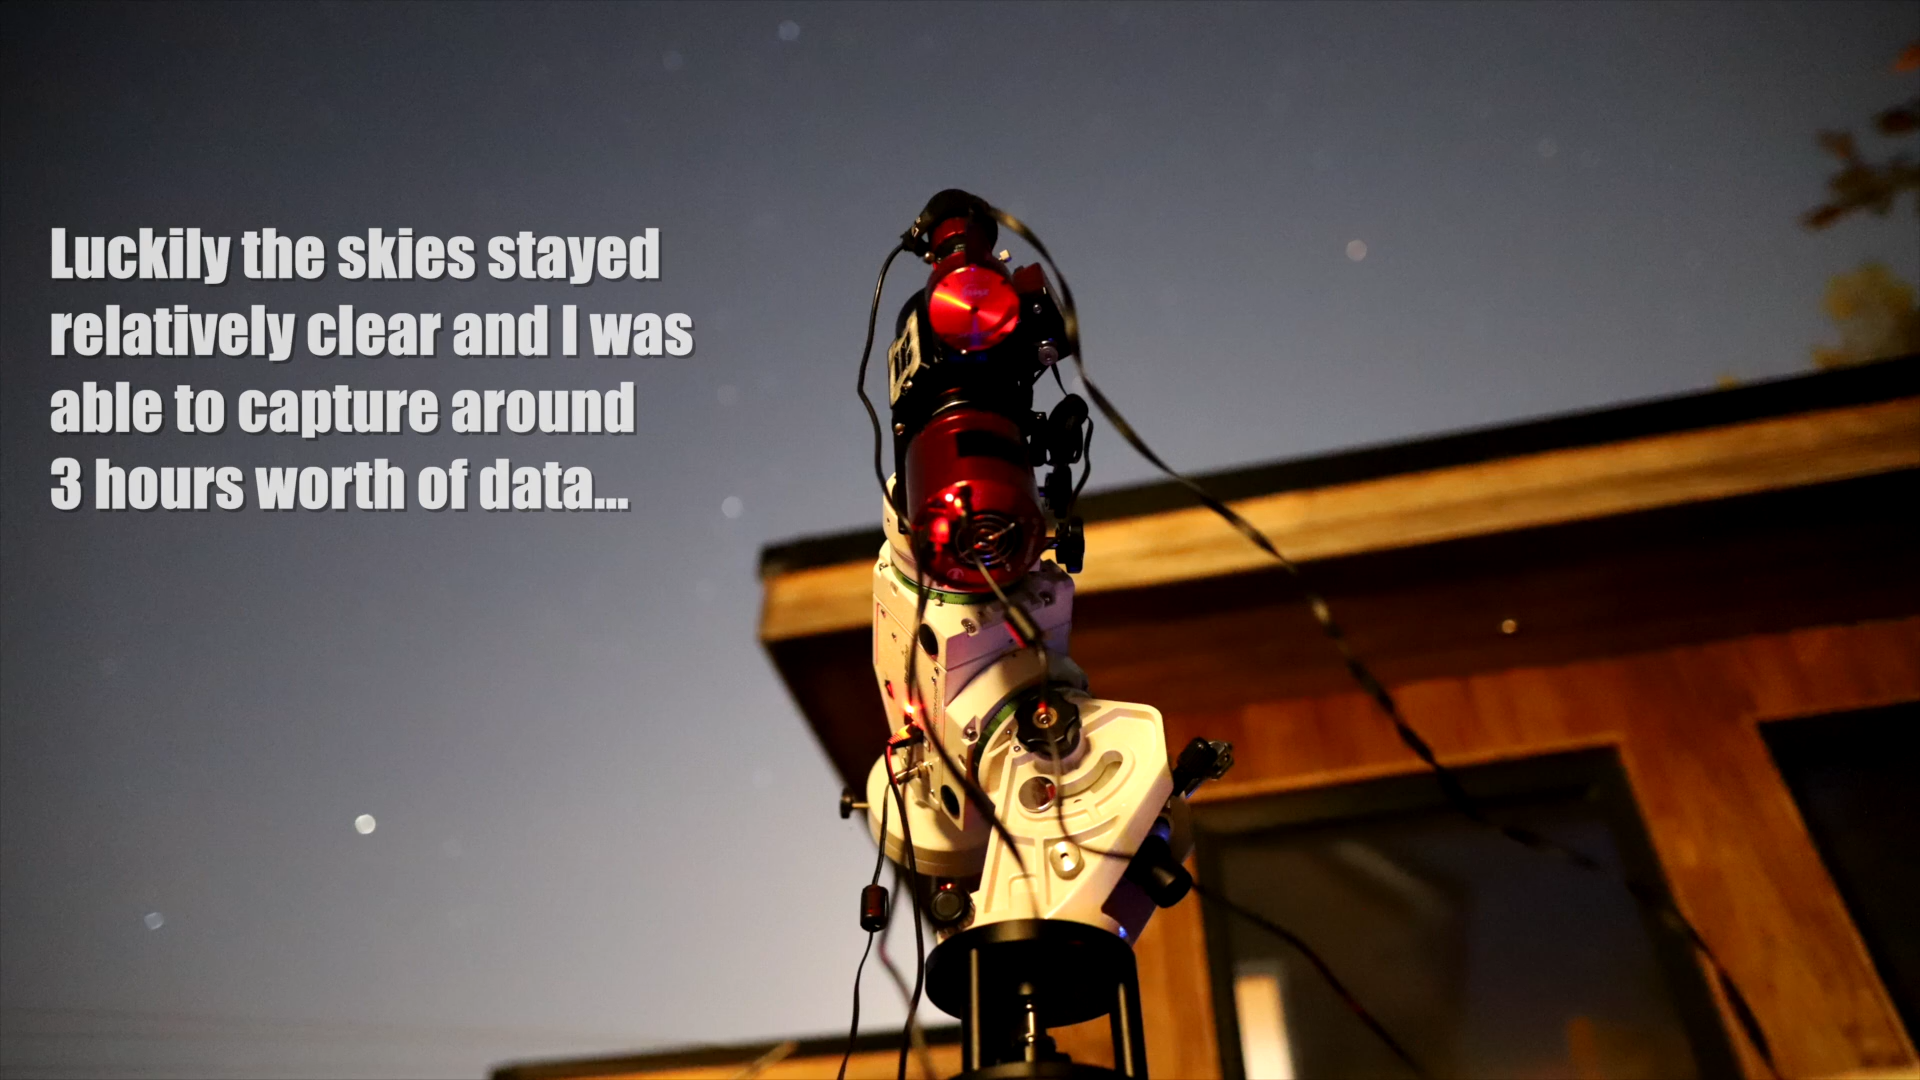 Luckily the skies stayed
relatively clear and I was
able to capture around
3 hours worth of data...